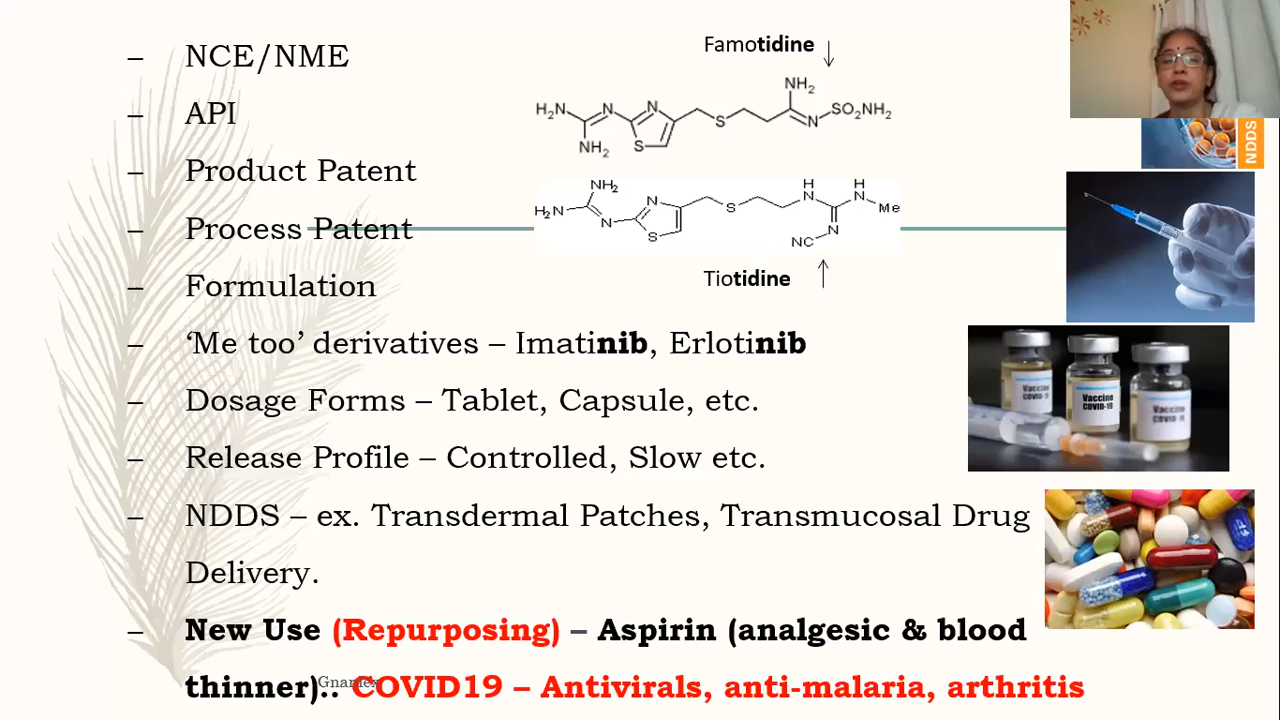 – NCE/NME
– API
– Product Patent
– Process Patent
– Formulation
– ‘Me too’ derivatives – Imatinib, Erlotinib
– Dosage Forms – Tablet, Capsule, etc.
– Release Profile – Controlled, Slow etc.
– NDDS – ex. Transdermal Patches, Transmucosal Drug
Delivery.
– New Use (Repurposing) – Aspirin (analgesic & blood
thinner).. COVID19 – Antivirals, anti-malaria, arthritis
Famotidine ↓
H₂N N NH₂ S N S NH₂ N SO₂NH₂
NH₂ H₂N N S N S H N H N Me NC N
Tiotidine ↑
NDDS
Vaccine
COVID-19
Vaccine
COVID-19
Vaccine
COVID-19